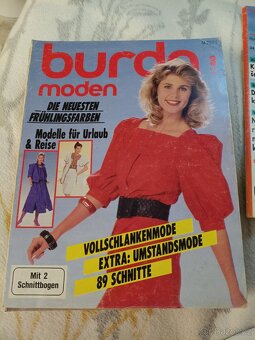 burda
moden
DIE NEUESTEN
FRÜHLINGSFARBEN
Modelle für Urlaub
& Reise
VOLLSCHLANKENMODE
EXTRA: UMSTANDSMODE
89 SCHNITTE
Mit 2
Schnittbogen